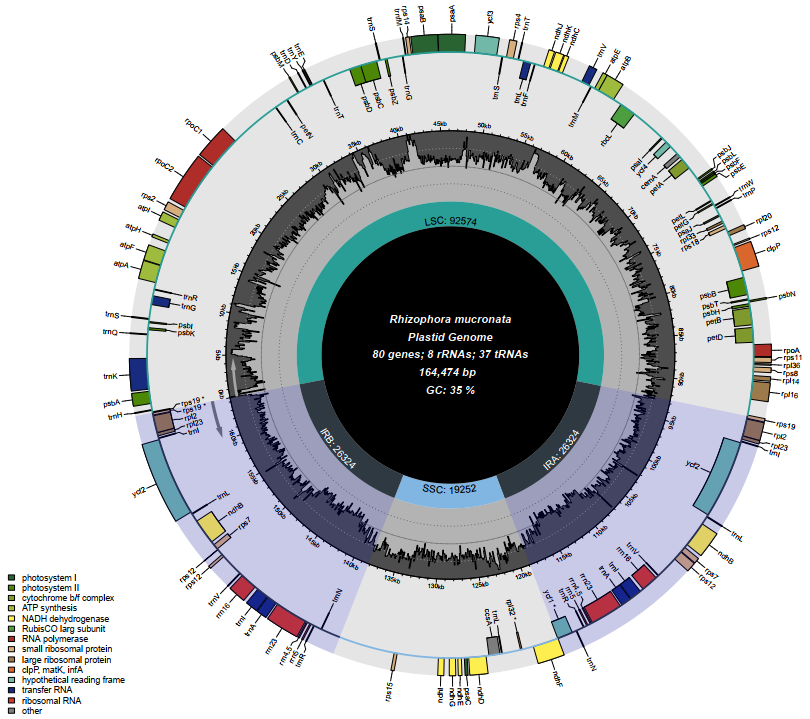 Rhizophora mucronata
Plastid Genome
80 genes; 8 rRNAs; 37 tRNAs
164,474 bp
GC: 35 %
LSC: 92574
IRB: 26324
IRA: 26324
SSC: 19252
trnS
trnfM
rps14
psaB
psaA
ycf3
rps4
trnT
ndhJ
ndhK
ndhC
trnV
atpE
atpB
rbcL
trnM
trnF
trnL
trnS
trnG
psbZ
psbC
psbD
trnT
trnE
trnY
trnD
psbM
petN
trnC
rpoC1
rpoC2
rps2
atpI
atpH
atpF
atpA
trnR
trnG
trnS
psbI
psbK
trnQ
trnK
psbA
trnH
rps19 *
rps19 *
rpl2
rpl23
trnI
ycf2
trnL
ndhB
rps7
rps12
rps12
trnV
rrn16
trnI
trnA
rrn23
rrn4.5
rrn5
trnR
trnN
rps15
ndhG
ndhE
psaC
ndhD
ccsA
trnL
rpl32 *
ndhF
ycf1 *
trnN
trnR
rrn5
rrn4.5
rrn23
trnA
trnI
rrn16
trnV
rps12
rps7
ndhB
trnL
ycf2
trnI
rpl23
rpl2
rps19
rpl16
rpl14
rps8
rpl36
rps11
rpoA
petD
petB
psbH
psbT
psbN
psbB
clpP
rps12
rpl20
rps18
rpl33
psaJ
petG
petL
trnP
trnW
psbE
psbF
psbL
psbJ
petA
cemA
ycf4
psaI
0kb
5kb
10kb
15kb
20kb
25kb
30kb
35kb
40kb
45kb
50kb
55kb
60kb
65kb
70kb
75kb
80kb
85kb
90kb
95kb
100kb
105kb
110kb
115kb
120kb
125kb
130kb
135kb
140kb
145kb
150kb
155kb
160kb
photosystem I
photosystem II
cytochrome b/f complex
ATP synthesis
NADH dehydrogenase
RubisCO larg subunit
RNA polymerase
small ribosomal protein
large ribosomal protein
clpP, matK, infA
hypothetical reading frame
transfer RNA
ribosomal RNA
other